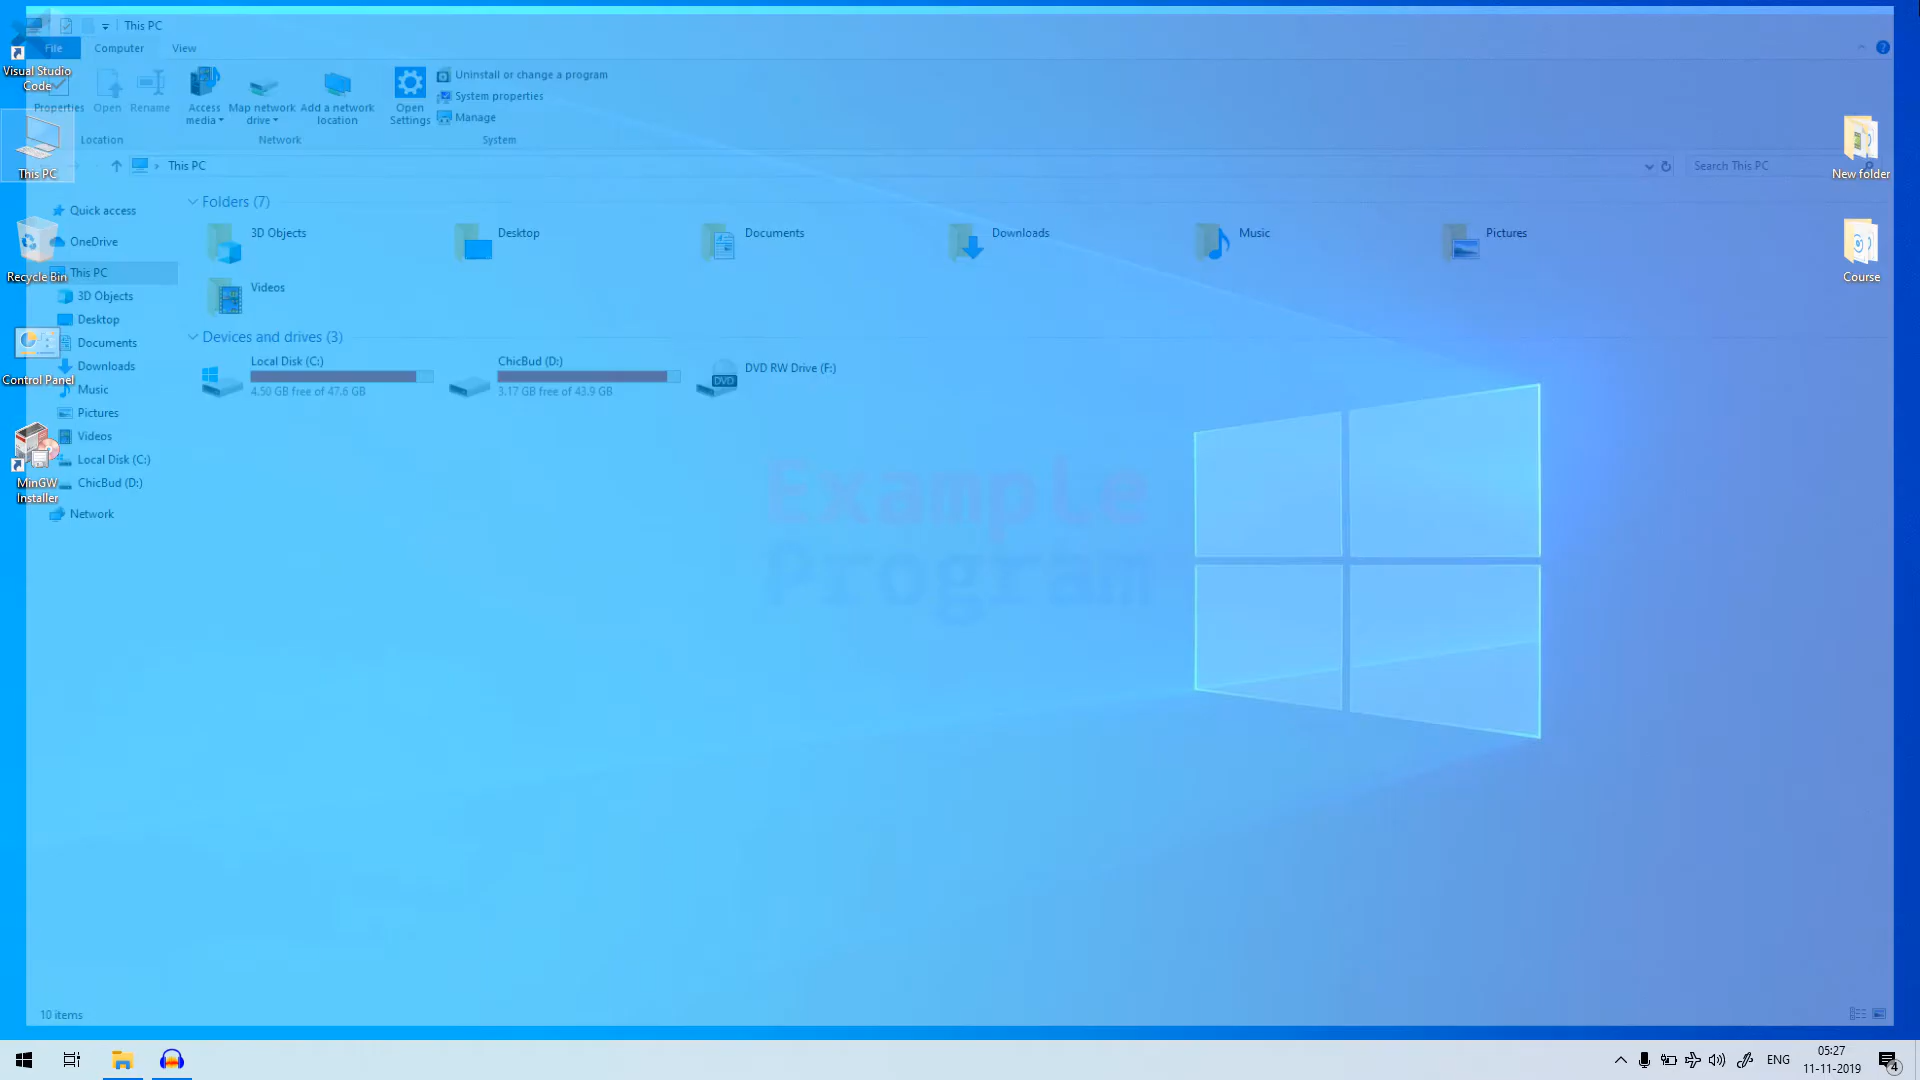 This PC
File
Computer
View
Visual Studio
Code
Properties
Open
Rename
Access
media
Map network
drive
Add a network
location
Open
Settings
Uninstall or change a program
System properties
Manage
Location
Network
System
This PC
This PC
Search This PC
New folder
Course
Quick access
OneDrive
Recycle Bin
This PC
3D Objects
Desktop
Documents
Downloads
Control Panel
Music
Pictures
Videos
Local Disk (C:)
ChicBud (D:)
MinGW
Installer
Network
Folders (7)
3D Objects
Desktop
Documents
Downloads
Music
Pictures
Videos
Devices and drives (3)
Local Disk (C:)
4.50 GB free of 47.6 GB
ChicBud (D:)
3.17 GB free of 43.9 GB
DVD RW Drive (F:)
DVD
Example
Program
10 items
ENG
05:27
11-11-2019
4